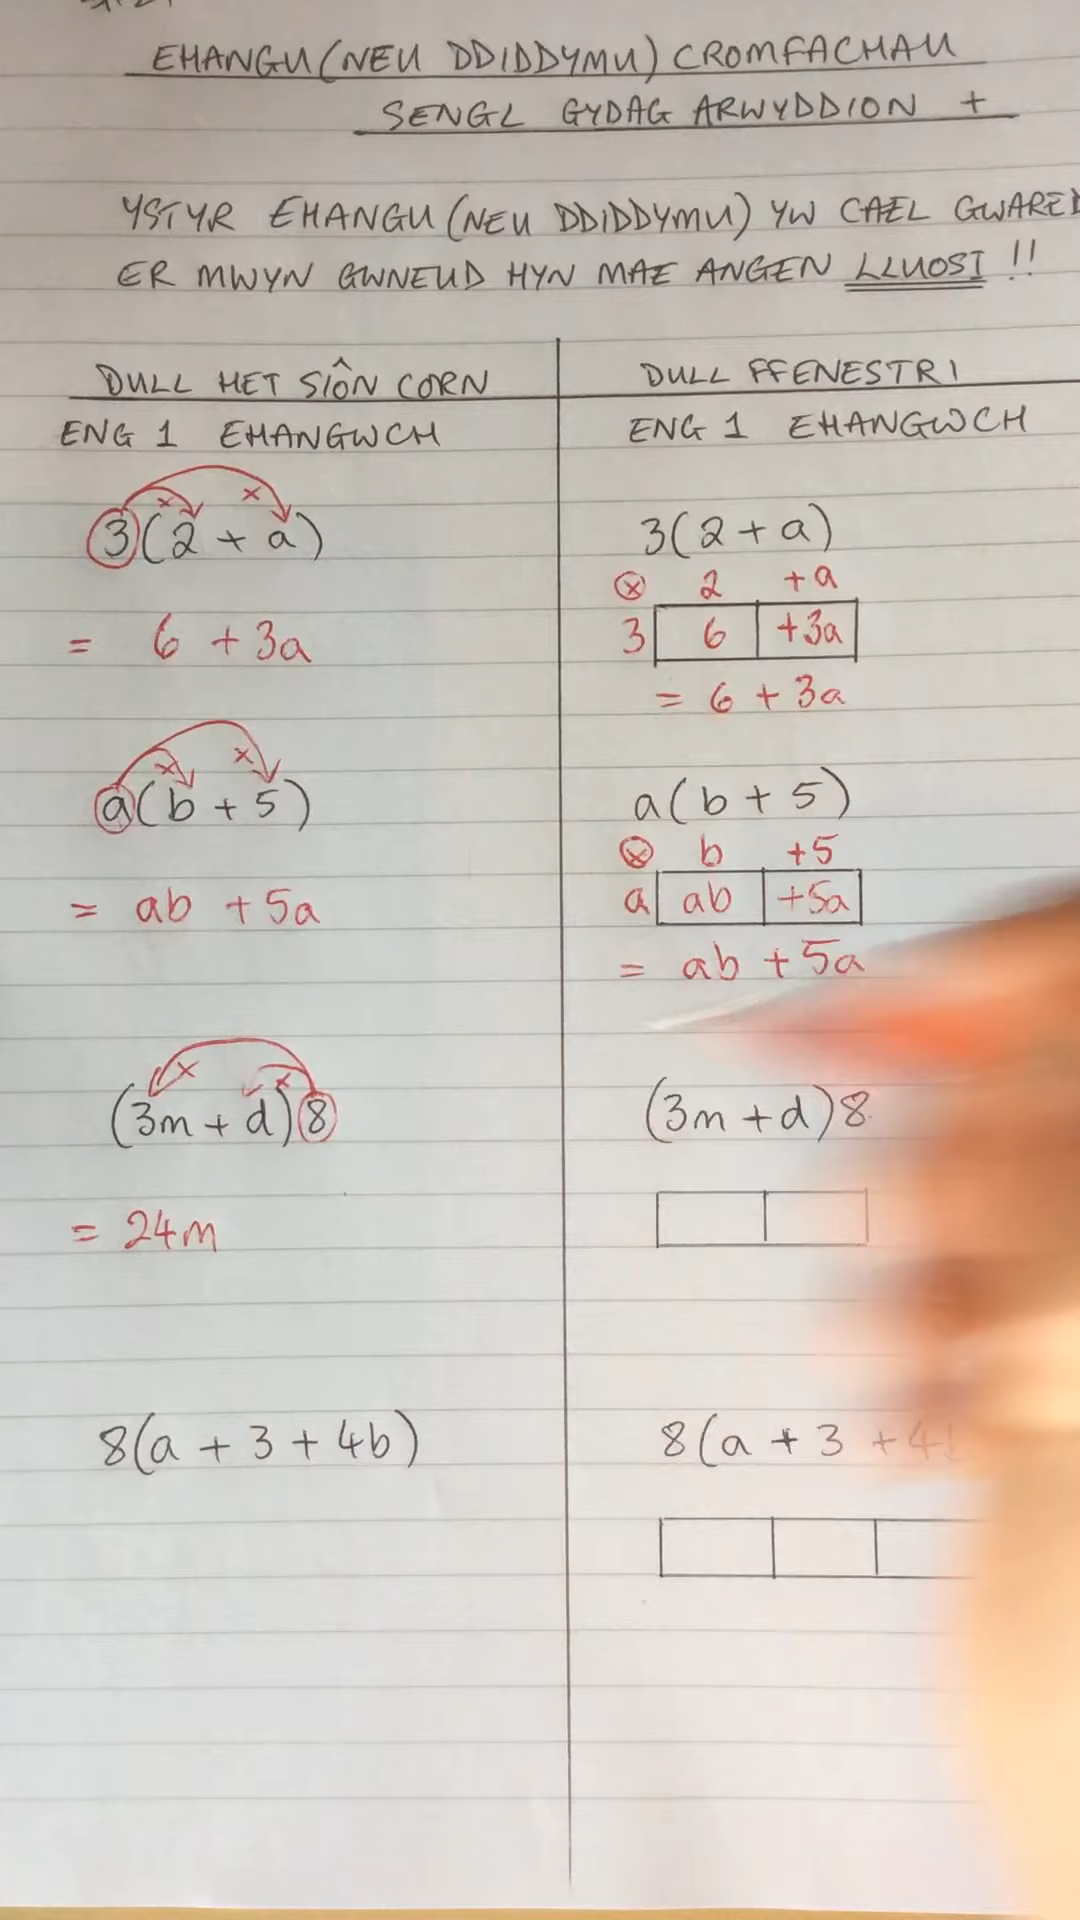 EHANGU (NEU DDIDDYMU) CROMFACHAU
SENGL GYDAG ARWYDDION +
YSTYR EHANGU (NEU DDIDDYMU) YW CAEL GWARED
ER MWYN GWNEUD HYN MAE ANGEN LLUOSI !!
DULL HET SIÔN CORN
ENG 1 EHANGWCH
3(2 + a)
× ×
= 6 + 3a
a(b + 5)
× ×
= ab + 5a
(3m + d)8
× ×
= 24m
8(a + 3 + 4b)
DULL FFENESTRI
ENG 1 EHANGWCH
3(2 + a)
⊗ 2 + a
3 6 +3a
= 6 + 3a
a(b + 5)
⊗ b +5
a ab +5a
= ab + 5a
(3m + d)8
8(a + 3 + 4